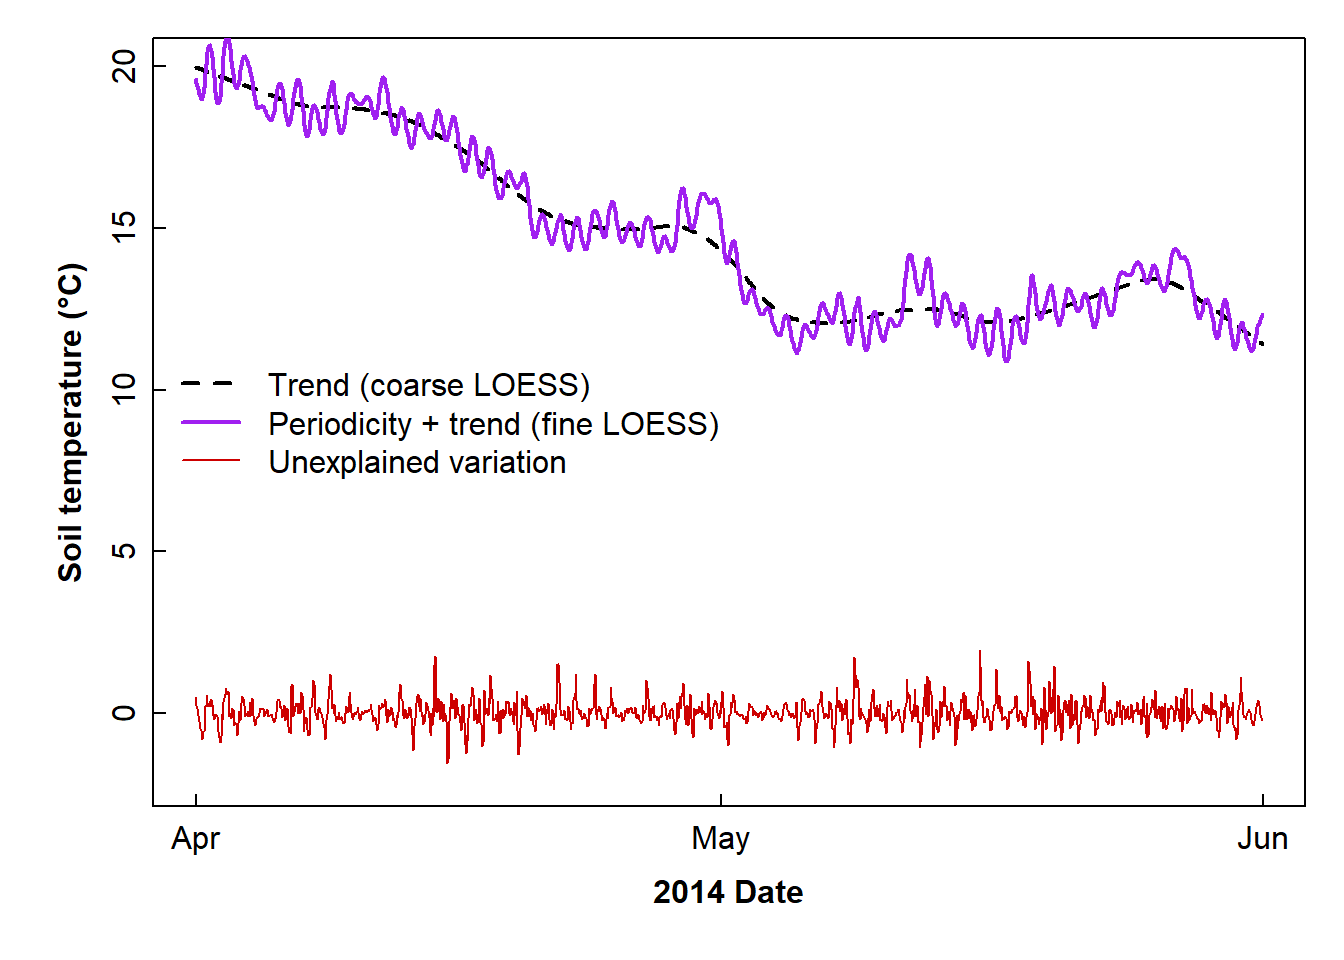 20
15
10
5
0
Soil temperature (°C)
Trend (coarse LOESS)
Periodicity + trend (fine LOESS)
Unexplained variation
Apr May Jun
2014 Date